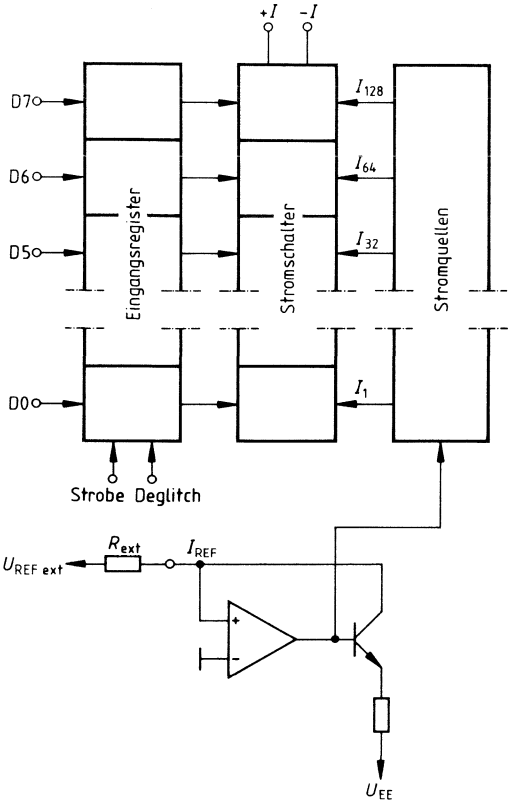 +I -I
D7 I128
D6 I64
D5 I32
Eingangsregister
Stromschalter
Stromquellen
D0 I1
Strobe Deglitch
Rext IREF
UREF ext
+
-
UEE